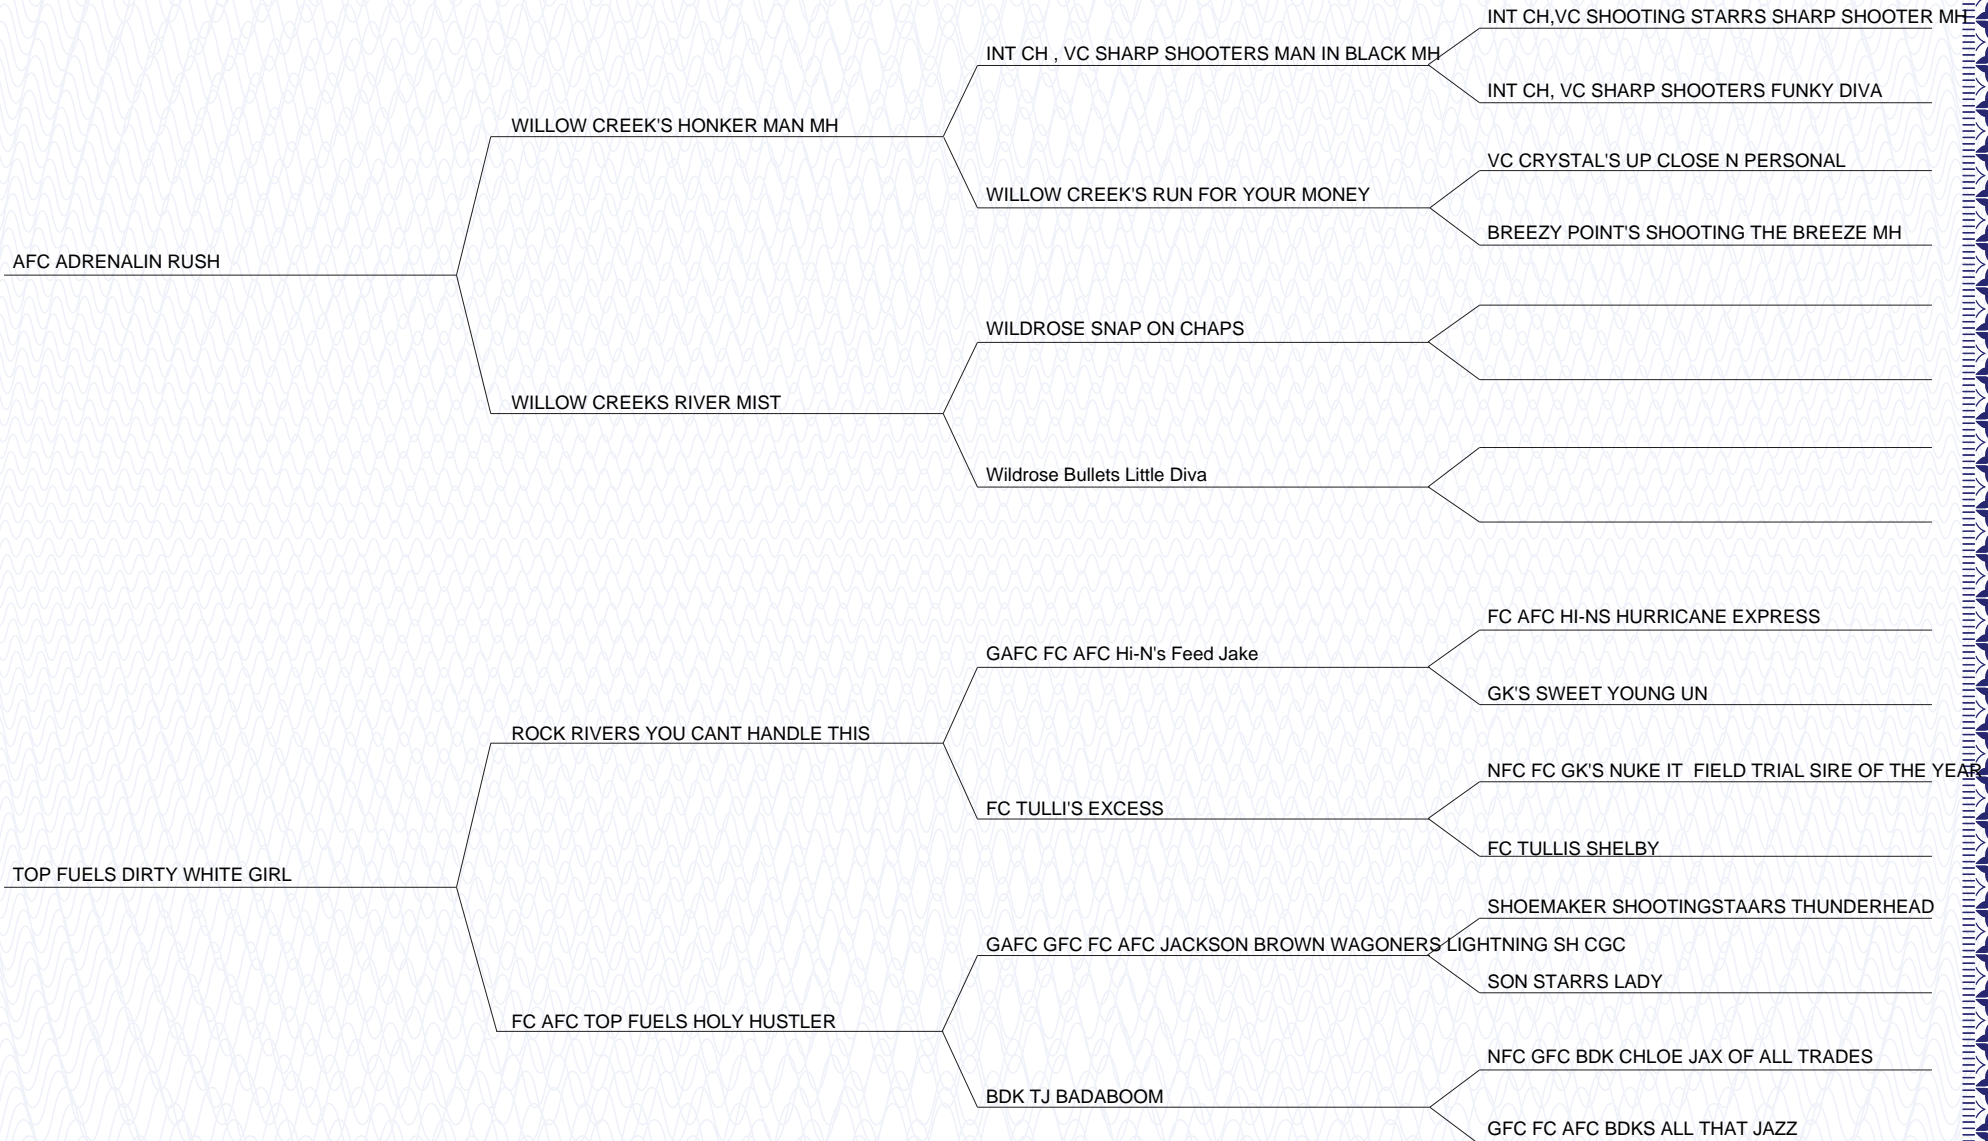 INT CH,VC SHOOTING STARRS SHARP SHOOTER MH
INT CH , VC SHARP SHOOTERS MAN IN BLACK MH
INT CH, VC SHARP SHOOTERS FUNKY DIVA
WILLOW CREEK'S HONKER MAN MH
VC CRYSTAL'S UP CLOSE N PERSONAL
WILLOW CREEK'S RUN FOR YOUR MONEY
BREEZY POINT'S SHOOTING THE BREEZE MH
AFC ADRENALIN RUSH
WILDROSE SNAP ON CHAPS
WILLOW CREEKS RIVER MIST
Wildrose Bullets Little Diva
FC AFC HI-NS HURRICANE EXPRESS
GAFC FC AFC Hi-N's Feed Jake
GK'S SWEET YOUNG UN
ROCK RIVERS YOU CANT HANDLE THIS
NFC FC GK'S NUKE IT  FIELD TRIAL SIRE OF THE YEAR
FC TULLI'S EXCESS
FC TULLIS SHELBY
TOP FUELS DIRTY WHITE GIRL
SHOEMAKER SHOOTINGSTAARS THUNDERHEAD
GAFC GFC FC AFC JACKSON BROWN WAGONERS LIGHTNING SH CGC
SON STARRS LADY
FC AFC TOP FUELS HOLY HUSTLER
NFC GFC BDK CHLOE JAX OF ALL TRADES
BDK TJ BADABOOM
GFC FC AFC BDKS ALL THAT JAZZ